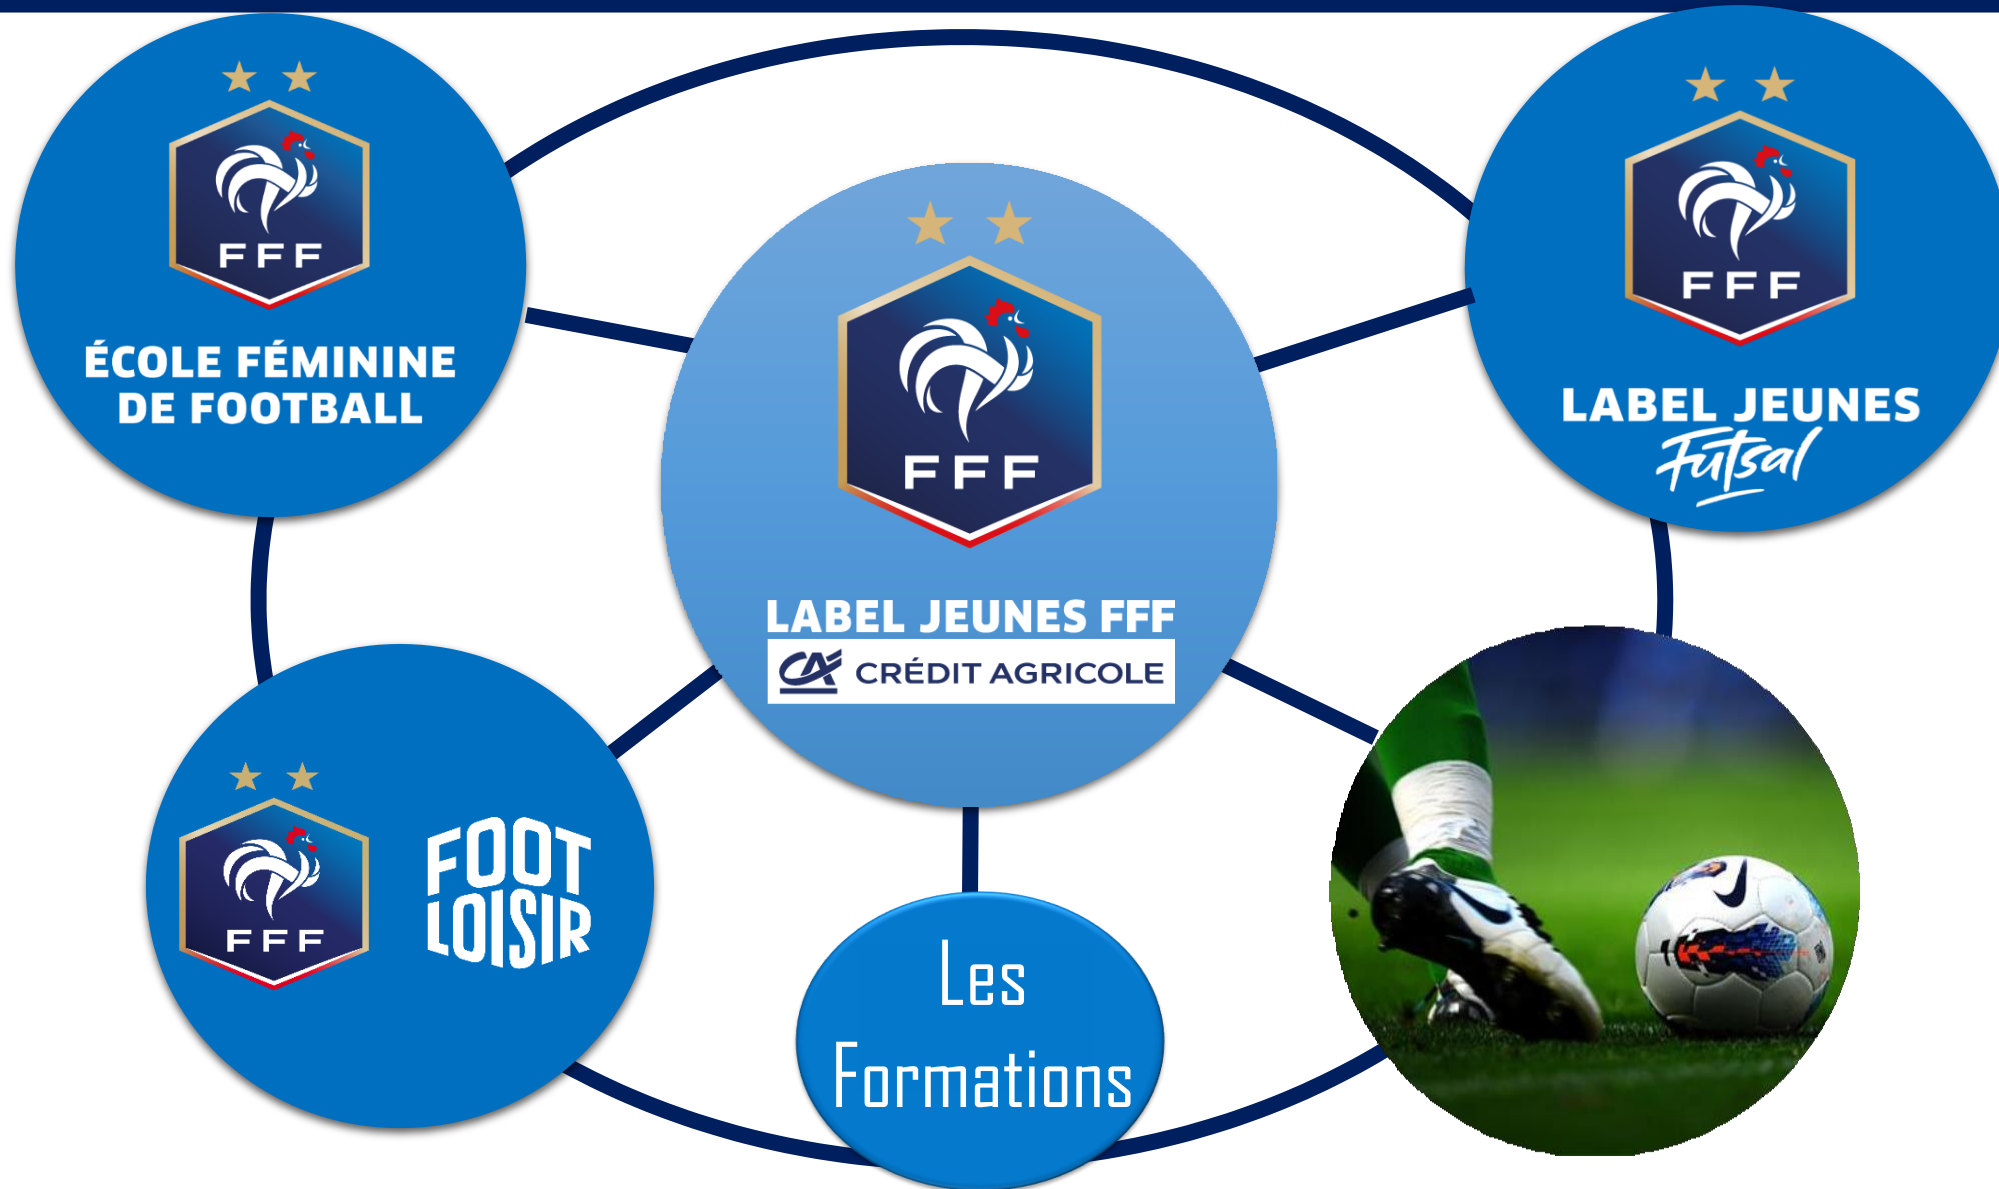 FFF
ÉCOLE FÉMININE
DE FOOTBALL
FFF
LABEL JEUNES FFF
CRÉDIT AGRICOLE
FFF
LABEL JEUNES
Futsal
FFF
FOOT
LOISIR
Les
Formations